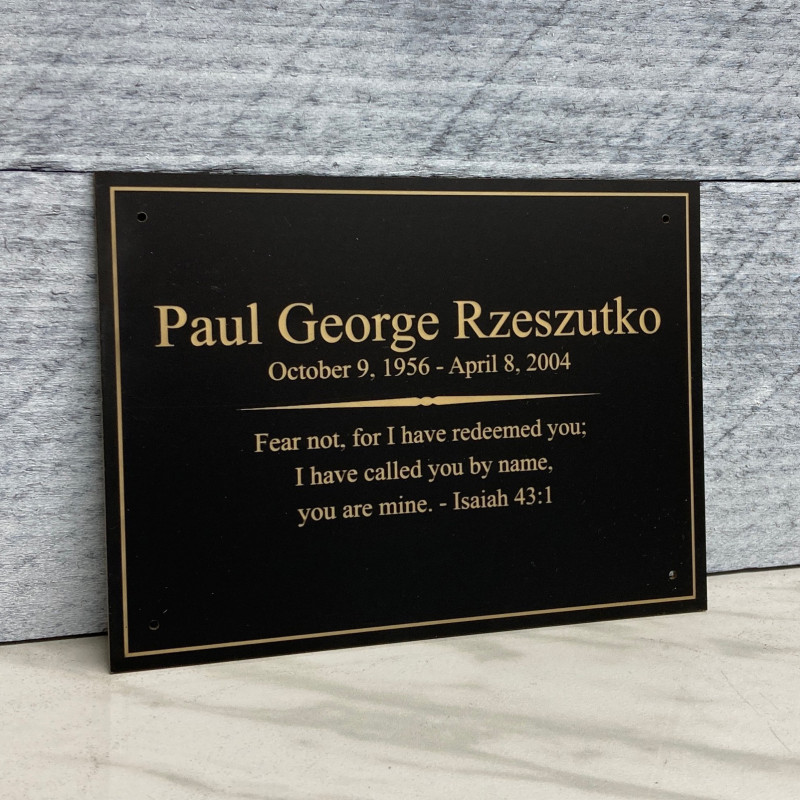 Paul George Rzeszutko
October 9, 1956 - April 8, 2004
Fear not, for I have redeemed you;
I have called you by name,
you are mine. - Isaiah 43:1